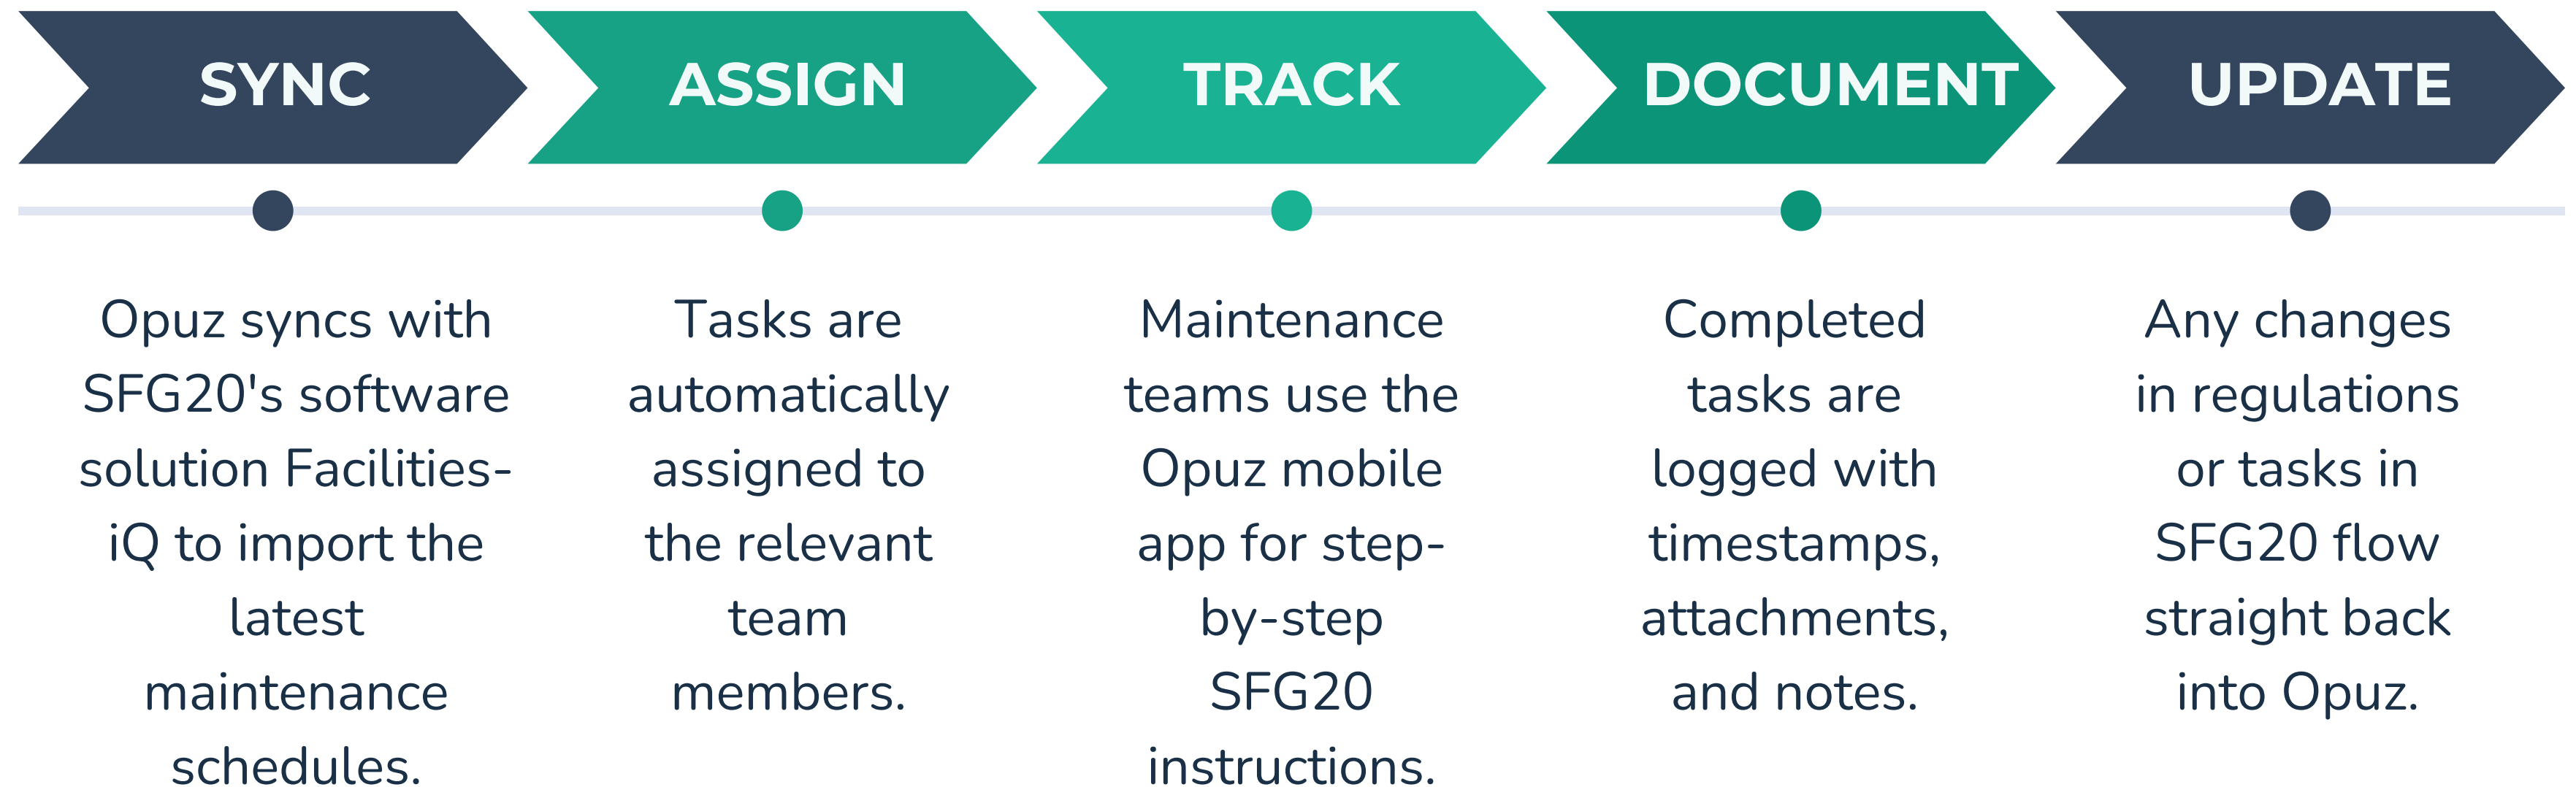 SYNC
ASSIGN
TRACK
DOCUMENT
UPDATE
Opuz syncs with
SFG20's software
solution Facilities-
iQ to import the
latest
maintenance
schedules.
Tasks are
automatically
assigned to
the relevant
team
members.
Maintenance
teams use the
Opuz mobile
app for step-
by-step
SFG20
instructions.
Completed
tasks are
logged with
timestamps,
attachments,
and notes.
Any changes
in regulations
or tasks in
SFG20 flow
straight back
into Opuz.